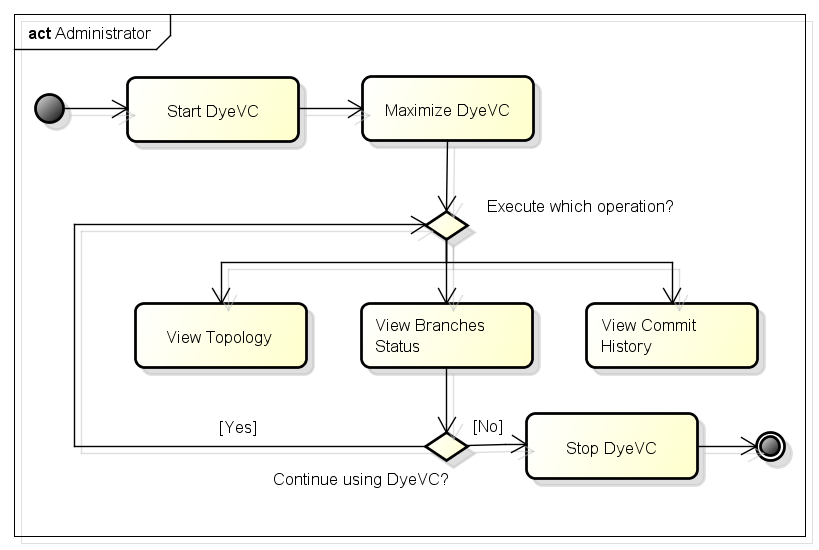 act Administrator
Start DyeVC
Maximize DyeVC
Execute which operation?
View Topology
View Branches
Status
View Commit
History
[Yes]
[No]
Stop DyeVC
Continue using DyeVC?